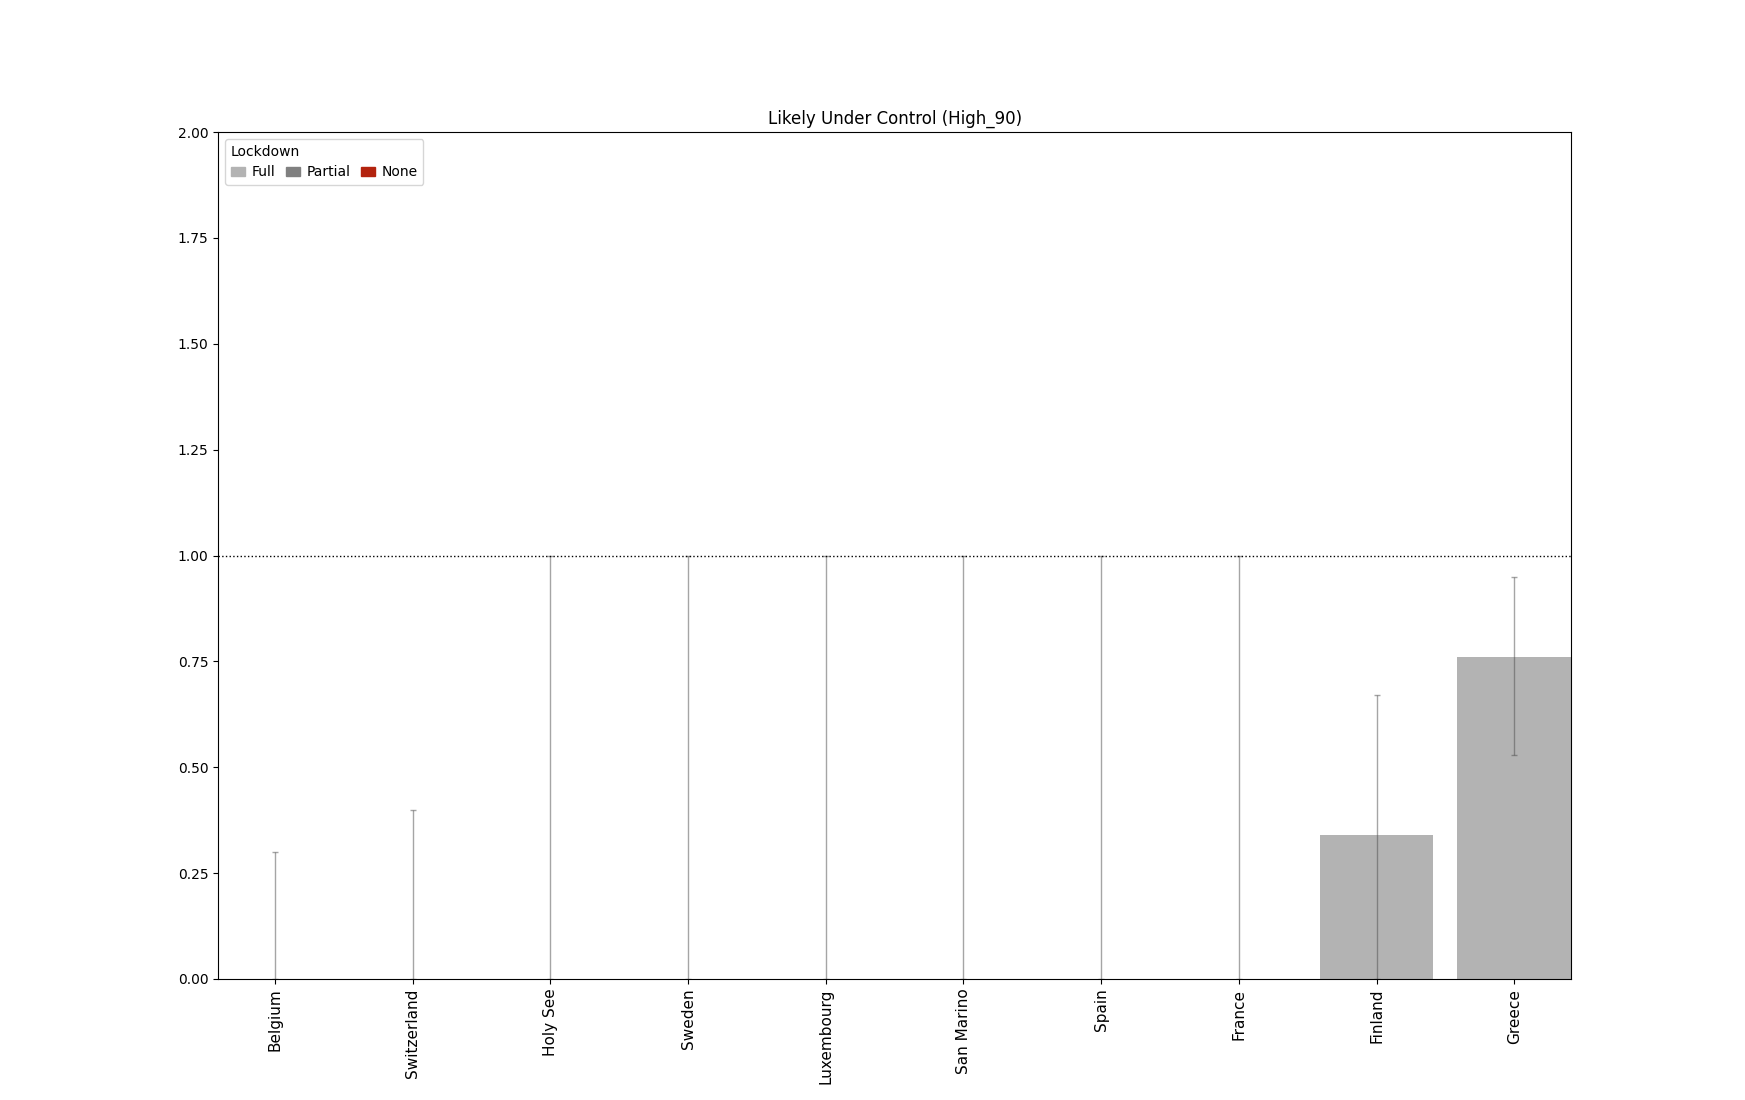 Likely Under Control (High_90)
2.00
1.75
1.50
1.25
1.00
0.75
0.50
0.25
0.00
Lockdown
Full Partial None
Belgium
Switzerland
Holy See
Sweden
Luxembourg
San Marino
Spain
France
Finland
Greece